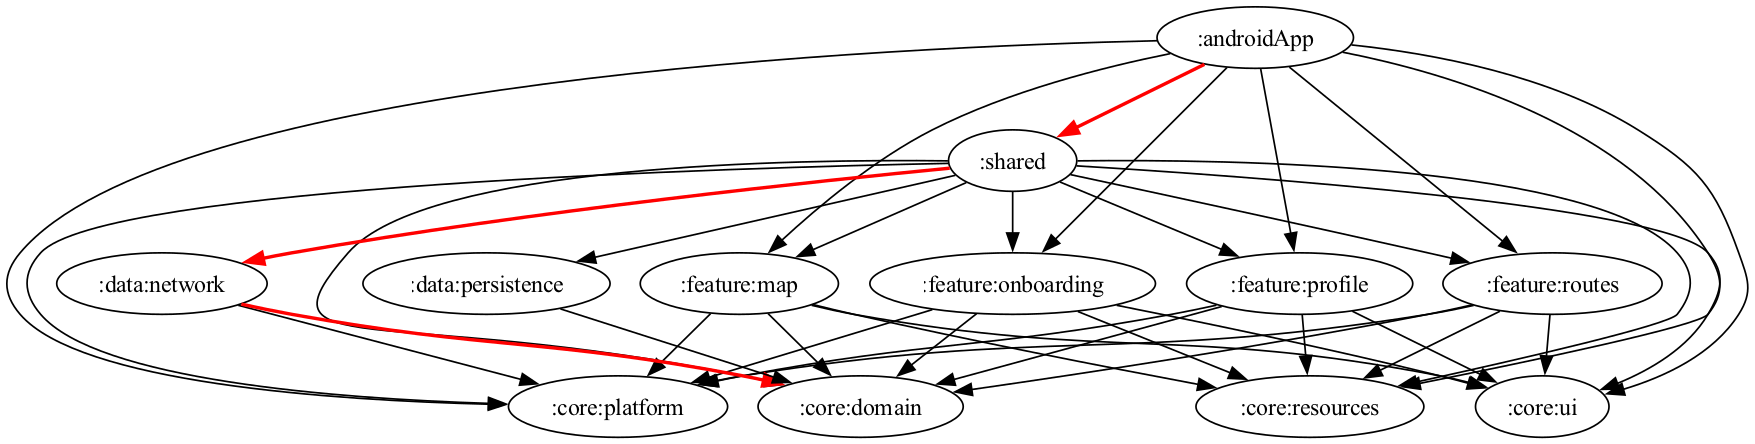 :androidApp
:shared
:data:network
:data:persistence
:feature:map
:feature:onboarding
:feature:profile
:feature:routes
:core:platform
:core:domain
:core:resources
:core:ui